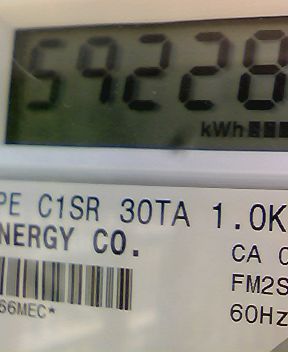 59228
kWh
PE C1SR 30TA 1.0K
NERGY CO.
CA
FM2S
66MEC*
60Hz